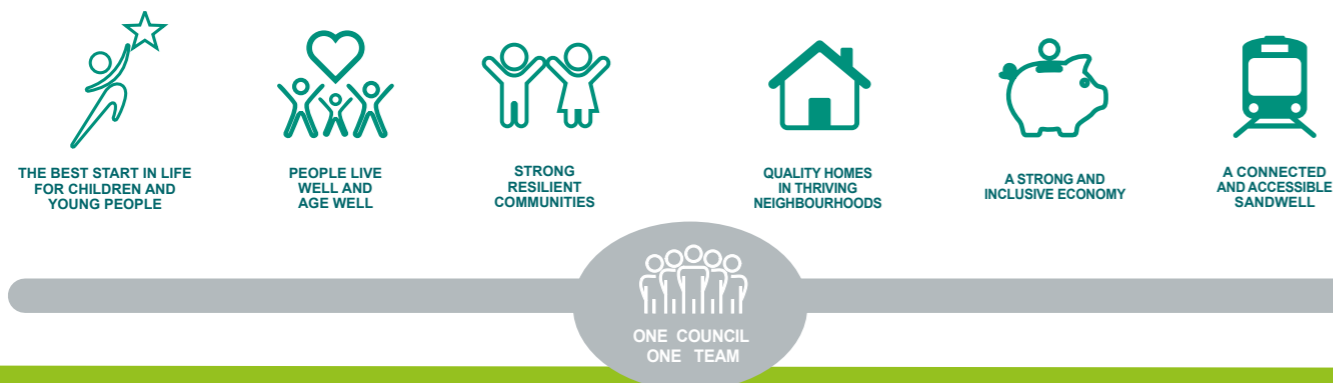 THE BEST START IN LIFE
FOR CHILDREN AND
YOUNG PEOPLE
PEOPLE LIVE
WELL AND
AGE WELL
STRONG
RESILIENT
COMMUNITIES
QUALITY HOMES
IN THRIVING
NEIGHBOURHOODS
A STRONG AND
INCLUSIVE ECONOMY
A CONNECTED
AND ACCESSIBLE
SANDWELL
ONE COUNCIL
ONE TEAM